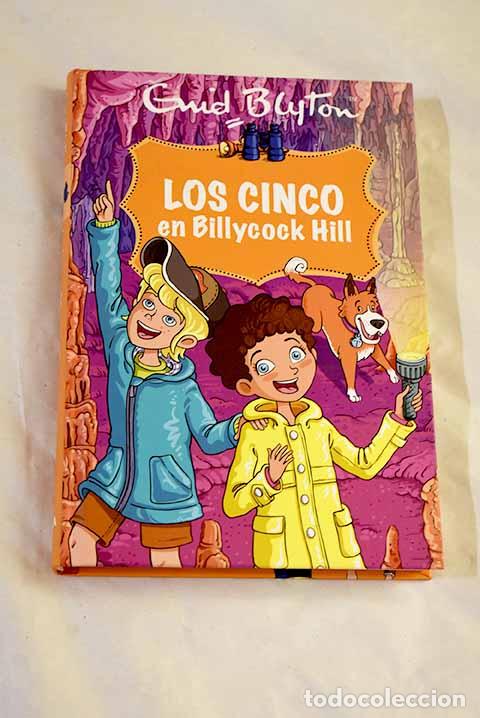 Enid Blyton
LOS CINCO
en Billycock Hill
todocoleccion